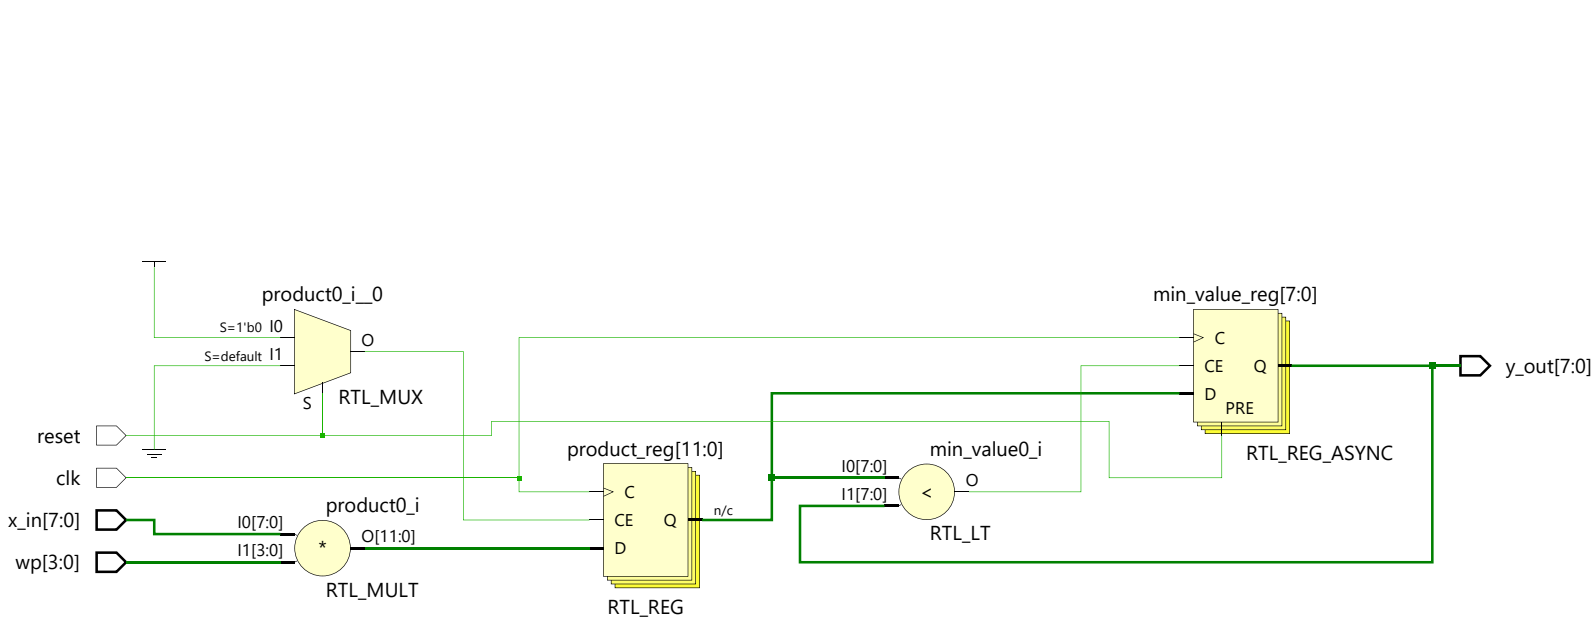 product0_i__0
S=1'b0 I0
S=default I1
O
S
RTL_MUX
reset
clk
x_in[7:0]
wp[3:0]
product0_i
I0[7:0]
I1[3:0]
*
O[11:0]
RTL_MULT
product_reg[11:0]
C
CE
Q
D
n/c
RTL_REG
min_value0_i
I0[7:0]
I1[7:0]
<
O
RTL_LT
min_value_reg[7:0]
C
CE
Q
D
PRE
RTL_REG_ASYNC
y_out[7:0]